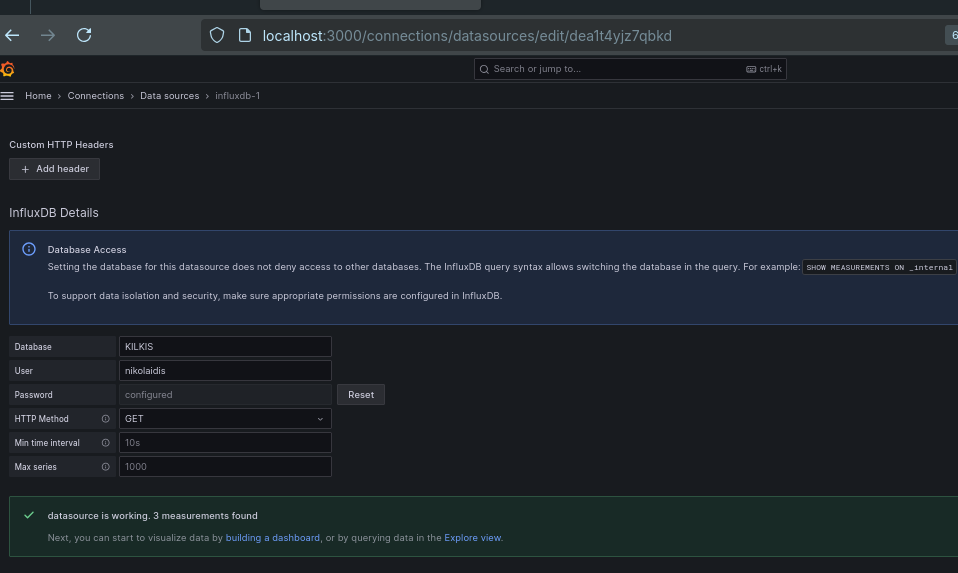 localhost:3000/connections/datasources/edit/dea1t4yjz7qbkd
6
Search or jump to... ctrl+k
Home › Connections › Data sources › influxdb-1
Custom HTTP Headers
+ Add header
InfluxDB Details
Database Access
Setting the database for this datasource does not deny access to other databases. The InfluxDB query syntax allows switching the database in the query. For example: SHOW MEASUREMENTS ON _internal
To support data isolation and security, make sure appropriate permissions are configured in InfluxDB.
Database KILKIS
User nikolaidis
Password configured Reset
HTTP Method GET
Min time interval 10s
Max series 1000
datasource is working. 3 measurements found
Next, you can start to visualize data by building a dashboard, or by querying data in the Explore view.